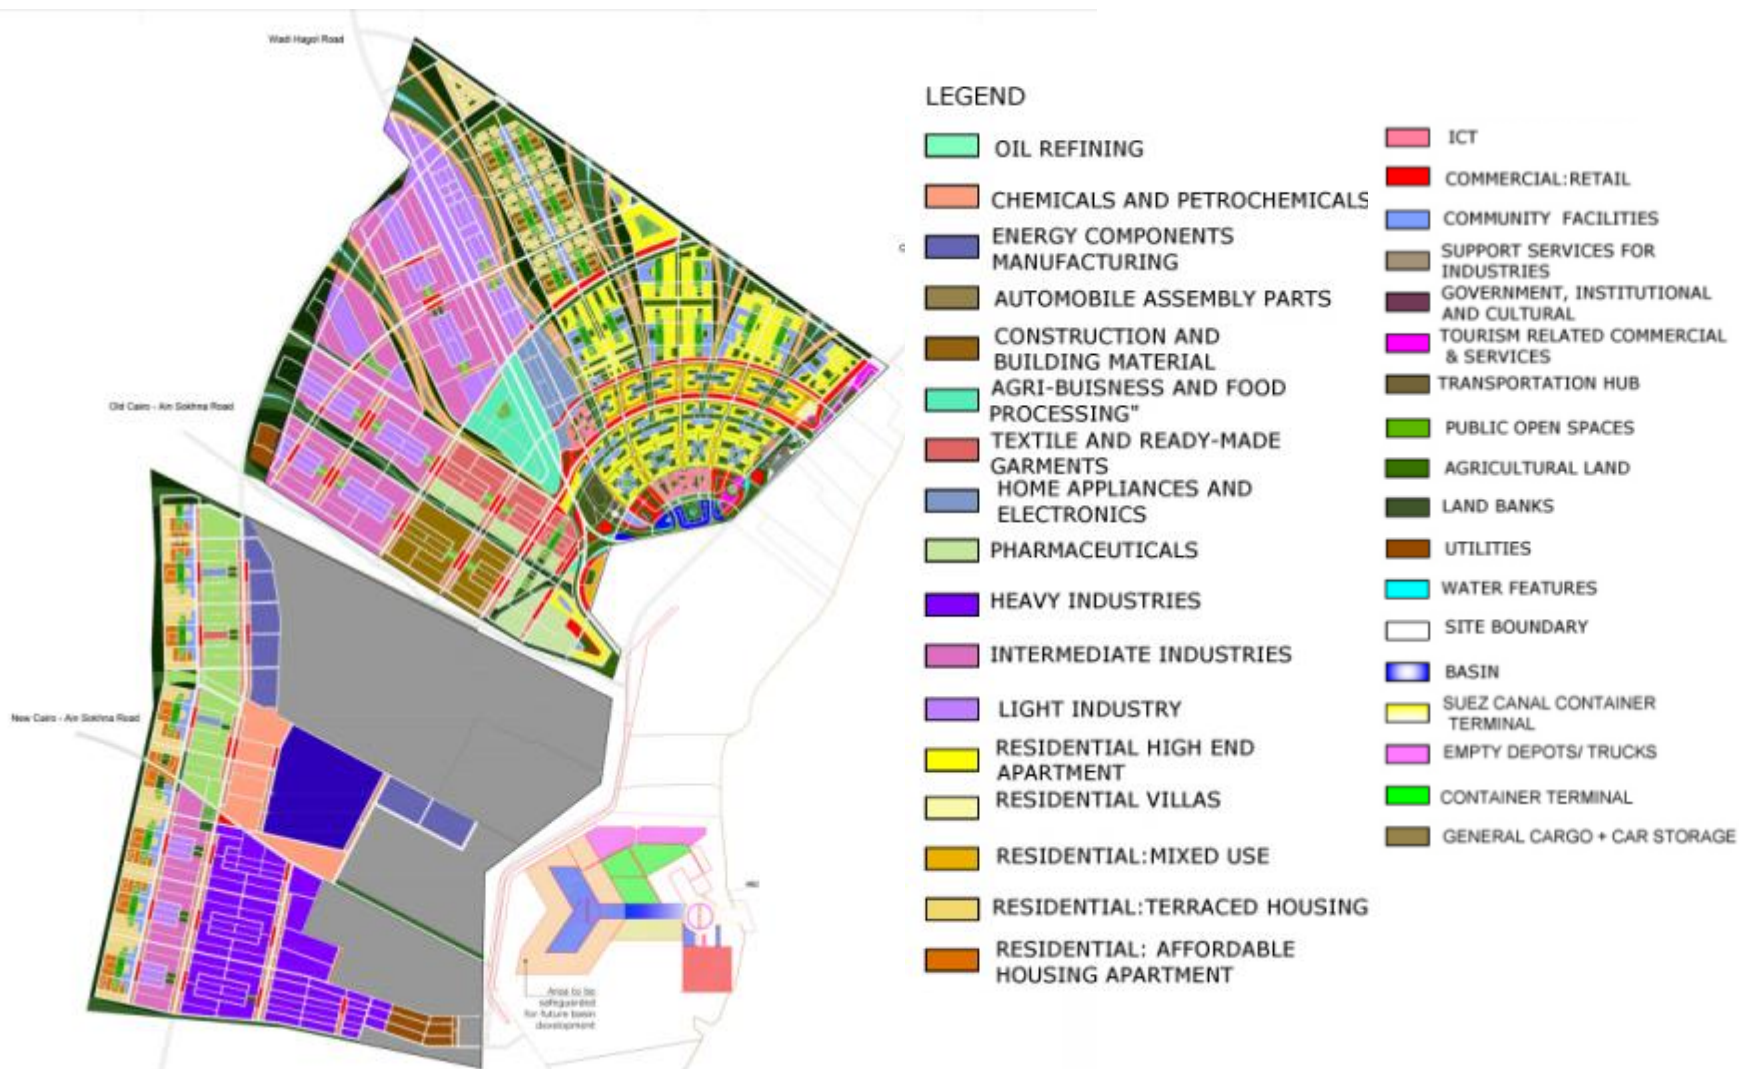 Wadi Hagol Road
Old Cairo - Ain Sokhna Road
New Cairo - Ain Sokhna Road
Area to be
safeguarded
for future basin
development
LEGEND
OIL REFINING
CHEMICALS AND PETROCHEMICALS
ENERGY COMPONENTS
MANUFACTURING
AUTOMOBILE ASSEMBLY PARTS
CONSTRUCTION AND
BUILDING MATERIAL
AGRI-BUISNESS AND FOOD
PROCESSING"
TEXTILE AND READY-MADE
GARMENTS
HOME APPLIANCES AND
ELECTRONICS
PHARMACEUTICALS
HEAVY INDUSTRIES
INTERMEDIATE INDUSTRIES
LIGHT INDUSTRY
RESIDENTIAL HIGH END
APARTMENT
RESIDENTIAL VILLAS
RESIDENTIAL:MIXED USE
RESIDENTIAL:TERRACED HOUSING
RESIDENTIAL: AFFORDABLE
HOUSING APARTMENT
ICT
COMMERCIAL:RETAIL
COMMUNITY FACILITIES
SUPPORT SERVICES FOR
INDUSTRIES
GOVERNMENT, INSTITUTIONAL
AND CULTURAL
TOURISM RELATED COMMERCIAL
& SERVICES
TRANSPORTATION HUB
PUBLIC OPEN SPACES
AGRICULTURAL LAND
LAND BANKS
UTILITIES
WATER FEATURES
SITE BOUNDARY
BASIN
SUEZ CANAL CONTAINER
TERMINAL
EMPTY DEPOTS/ TRUCKS
CONTAINER TERMINAL
GENERAL CARGO + CAR STORAGE